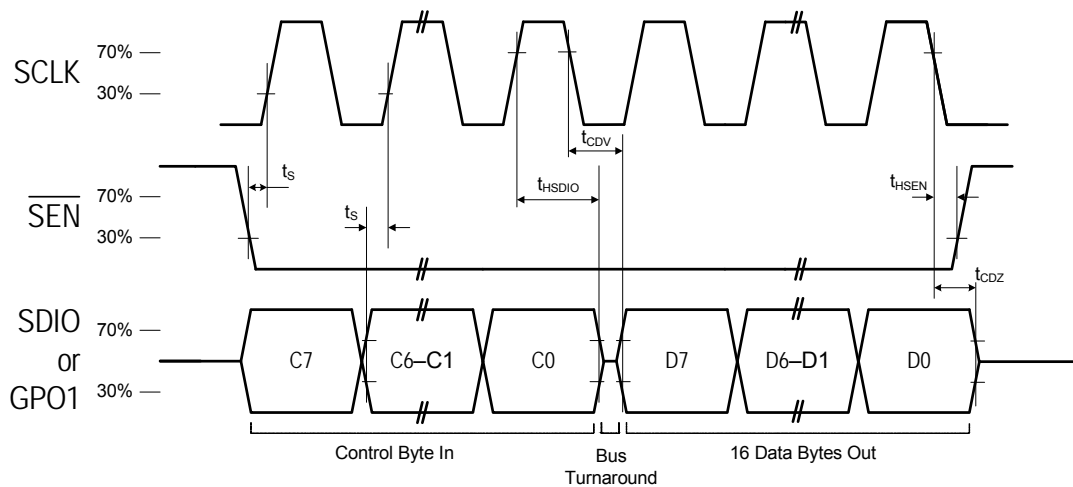 SCLK
70%
30%
tCDV
tS
tHSDIO
tHSEN
SEN
70%
30%
tS
tCDZ
SDIO
or
GPO1
70%
30%
C7
C6–C1
C0
D7
D6–D1
D0
Control Byte In
Bus
Turnaround
16 Data Bytes Out